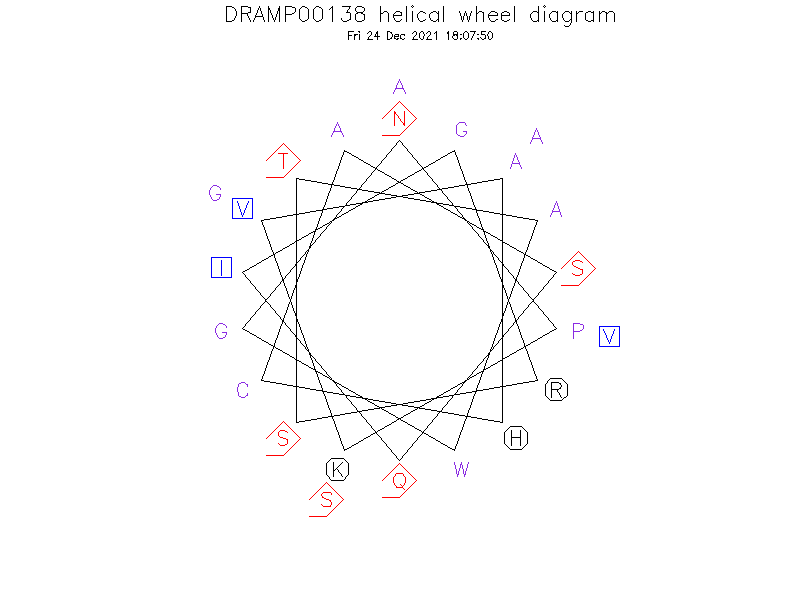 DRAMP00138 helical wheel diagram
Fri 24 Dec 2021 18:07:50
A
N
A
G
A
T
A
G
V
A
I
S
G
P
V
C
R
S
H
K
W
Q
S